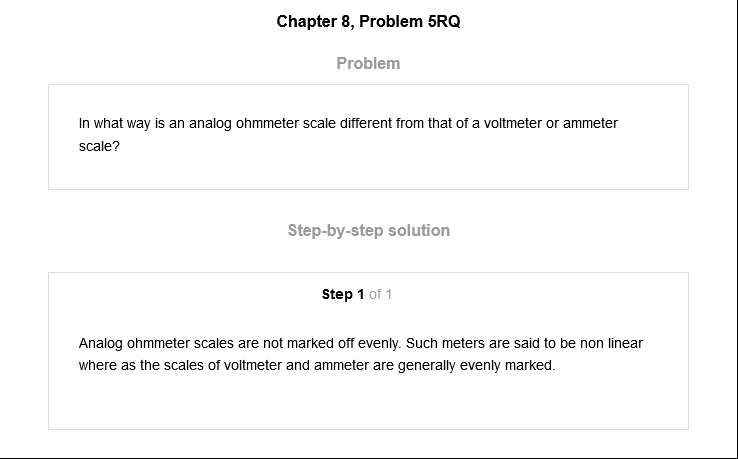 Chapter 8, Problem 5RQ
Problem
In what way is an analog ohmmeter scale different from that of a voltmeter or ammeter
scale?
Step-by-step solution
Step 1 of 1
Analog ohmmeter scales are not marked off evenly. Such meters are said to be non linear
where as the scales of voltmeter and ammeter are generally evenly marked.